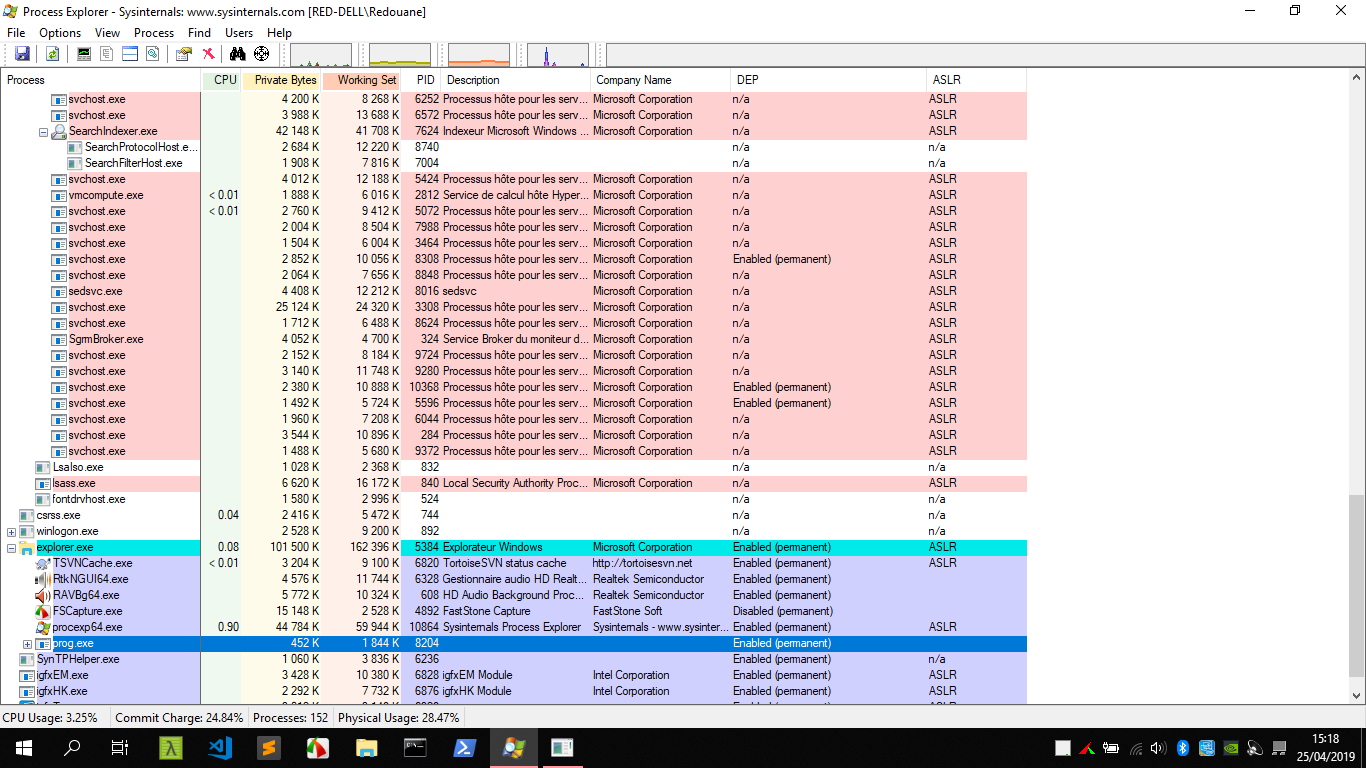 Process Explorer - Sysinternals: www.sysinternals.com [RED-DELL\Redouane]
File Options View Process Find Users Help
Process CPU Private Bytes Working Set PID Description Company Name DEP ASLR
svchost.exe 4 200 K 8 268 K 6252 Processus hôte pour les serv... Microsoft Corporation n/a ASLR
svchost.exe 3 988 K 13 688 K 6572 Processus hôte pour les serv... Microsoft Corporation n/a ASLR
SearchIndexer.exe 42 148 K 41 708 K 7624 Indexeur Microsoft Windows ... Microsoft Corporation n/a ASLR
SearchProtocolHost.e... 2 684 K 12 220 K 8740 n/a n/a
SearchFilterHost.exe 1 908 K 7 816 K 7004 n/a n/a
svchost.exe 4 012 K 12 188 K 5424 Processus hôte pour les serv... Microsoft Corporation n/a ASLR
vmcompute.exe < 0.01 1 888 K 6 016 K 2812 Service de calcul hôte Hyper... Microsoft Corporation n/a ASLR
svchost.exe < 0.01 2 760 K 9 412 K 5072 Processus hôte pour les serv... Microsoft Corporation n/a ASLR
svchost.exe 2 004 K 8 504 K 7988 Processus hôte pour les serv... Microsoft Corporation n/a ASLR
svchost.exe 1 504 K 6 004 K 3464 Processus hôte pour les serv... Microsoft Corporation n/a ASLR
svchost.exe 2 852 K 10 056 K 8308 Processus hôte pour les serv... Microsoft Corporation Enabled (permanent) ASLR
svchost.exe 2 064 K 7 656 K 8848 Processus hôte pour les serv... Microsoft Corporation n/a ASLR
sedsvc.exe 4 408 K 12 212 K 8016 sedsvc Microsoft Corporation n/a ASLR
svchost.exe 25 124 K 24 320 K 3308 Processus hôte pour les serv... Microsoft Corporation n/a ASLR
svchost.exe 1 712 K 6 488 K 8624 Processus hôte pour les serv... Microsoft Corporation n/a ASLR
SgrmBroker.exe 4 052 K 4 700 K 324 Service Broker du moniteur d... Microsoft Corporation n/a ASLR
svchost.exe 2 152 K 8 184 K 9724 Processus hôte pour les serv... Microsoft Corporation n/a ASLR
svchost.exe 3 140 K 11 748 K 9280 Processus hôte pour les serv... Microsoft Corporation n/a ASLR
svchost.exe 2 380 K 10 888 K 10368 Processus hôte pour les serv... Microsoft Corporation Enabled (permanent) ASLR
svchost.exe 1 492 K 5 724 K 5596 Processus hôte pour les serv... Microsoft Corporation Enabled (permanent) ASLR
svchost.exe 1 960 K 7 208 K 6044 Processus hôte pour les serv... Microsoft Corporation n/a ASLR
svchost.exe 3 544 K 10 896 K 284 Processus hôte pour les serv... Microsoft Corporation n/a ASLR
svchost.exe 1 488 K 5 680 K 9372 Processus hôte pour les serv... Microsoft Corporation n/a ASLR
LsaIso.exe 1 028 K 2 368 K 832 n/a n/a
lsass.exe 6 620 K 16 172 K 840 Local Security Authority Proc... Microsoft Corporation n/a ASLR
fontdrvhost.exe 1 580 K 2 996 K 524 n/a n/a
csrss.exe 0.04 2 416 K 5 472 K 744 n/a n/a
winlogon.exe 2 528 K 9 200 K 892 n/a n/a
explorer.exe 0.08 101 500 K 162 396 K 5384 Explorateur Windows Microsoft Corporation Enabled (permanent) ASLR
TSVNCache.exe < 0.01 3 204 K 9 100 K 6820 TortoiseSVN status cache http://tortoisesvn.net Enabled (permanent) ASLR
RtkNGUI64.exe 4 576 K 11 744 K 6328 Gestionnaire audio HD Realt... Realtek Semiconductor Enabled (permanent)
RAVBg64.exe 5 772 K 10 324 K 608 HD Audio Background Proc... Realtek Semiconductor Enabled (permanent)
FSCapture.exe 15 148 K 2 528 K 4892 FastStone Capture FastStone Soft Disabled (permanent)
procexp64.exe 0.90 44 784 K 59 944 K 10864 Sysinternals Process Explorer Sysinternals - www.sysinter... Enabled (permanent) ASLR
prog.exe 452 K 1 844 K 8204 Enabled (permanent)
SynTPHelper.exe 1 060 K 3 836 K 6236 Enabled (permanent) n/a
igfxEM.exe 3 428 K 10 380 K 6828 igfxEM Module Intel Corporation Enabled (permanent) ASLR
igfxHK.exe 2 292 K 7 732 K 6876 igfxHK Module Intel Corporation Enabled (permanent) ASLR
CPU Usage: 3.25% Commit Charge: 24.84% Processes: 152 Physical Usage: 28.47%
15:18
25/04/2019